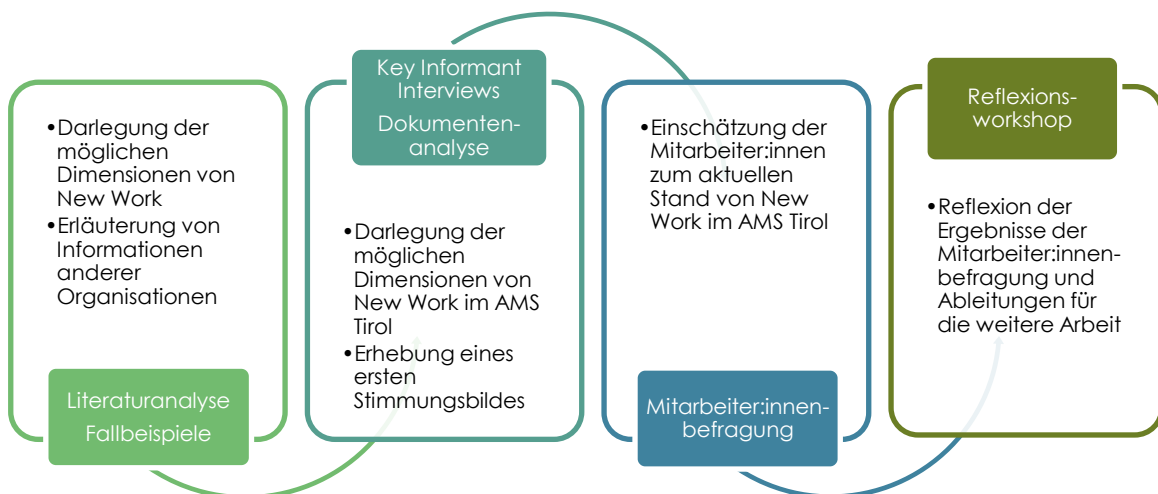 •Darlegung der
möglichen
Dimensionen von
New Work
•Erläuterung von
Informationen
anderer
Organisationen
Literaturanalyse
Fallbeispiele
Key Informant
Interviews
Dokumenten-
analyse
•Darlegung der
möglichen
Dimensionen von
New Work im AMS
Tirol
•Erhebung eines
ersten
Stimmungsbildes
•Einschätzung der
Mitarbeiter:innen
zum aktuellen
Stand von New
Work im AMS Tirol
Mitarbeiter:innen-
befragung
Reflexions-
workshop
•Reflexion der
Ergebnisse der
Mitarbeiter:innen-
befragung und
Ableitungen für
die weitere Arbeit